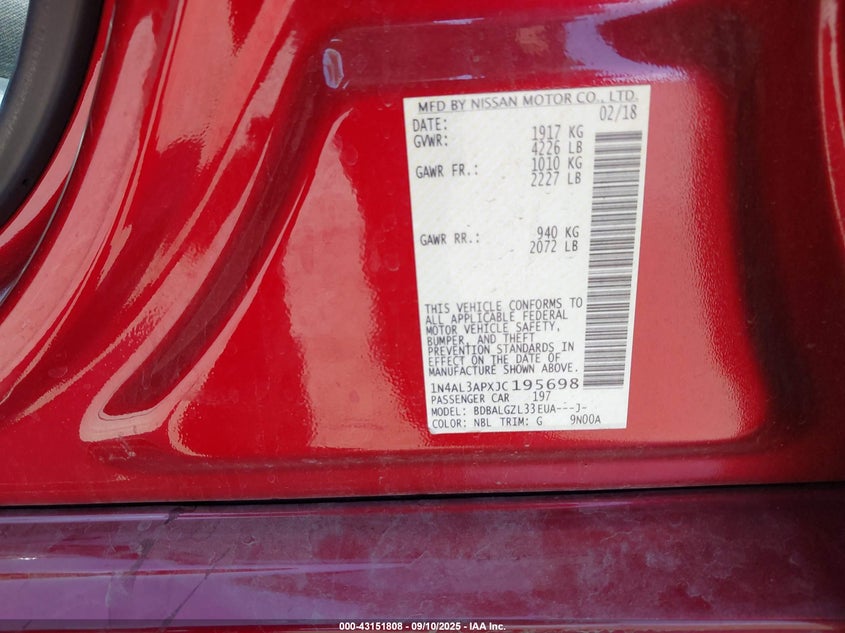 MFD BY NISSAN MOTOR CO., LTD.
DATE: 02/18
GVWR: 1917 KG
4226 LB
GAWR FR.: 1010 KG
2227 LB
GAWR RR.: 940 KG
2072 LB
THIS VEHICLE CONFORMS TO
ALL APPLICABLE FEDERAL
MOTOR VEHICLE SAFETY,
BUMPER, AND THEFT
PREVENTION STANDARDS IN
EFFECT ON THE DATE OF
MANUFACTURE SHOWN ABOVE.
1N4AL3APXJC195698
PASSENGER CAR 197
MODEL: BDBALGZL33EUA---J-
COLOR: NBL TRIM: G 9N00A
000-43151808 - 09/10/2025 - IAA Inc.